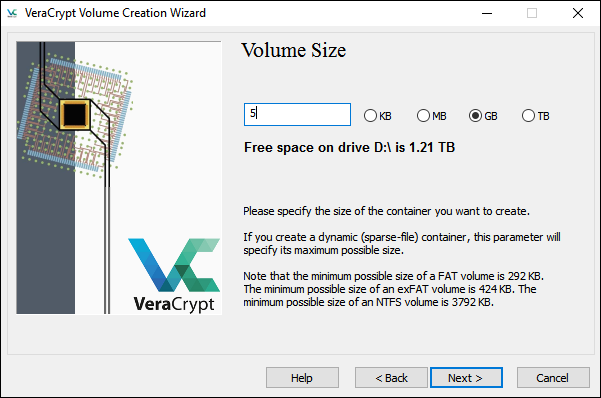 VeraCrypt Volume Creation Wizard
Volume Size
5
KB
MB
GB
TB
Free space on drive D:\ is 1.21 TB
Please specify the size of the container you want to create.
If you create a dynamic (sparse-file) container, this parameter will
specify its maximum possible size.
Note that the minimum possible size of a FAT volume is 292 KB.
The minimum possible size of an exFAT volume is 424 KB. The
minimum possible size of an NTFS volume is 3792 KB.
VeraCrypt
Help
< Back
Next >
Cancel